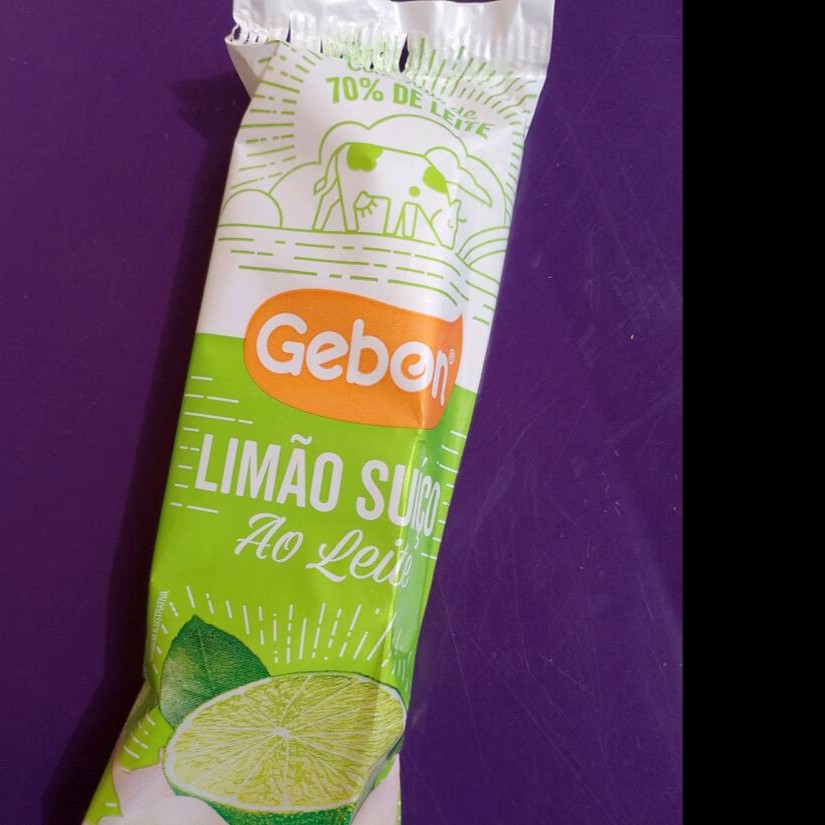 70% DE LEITE
Gebon®
LIMÃO SUÍÇO
Ao Leite